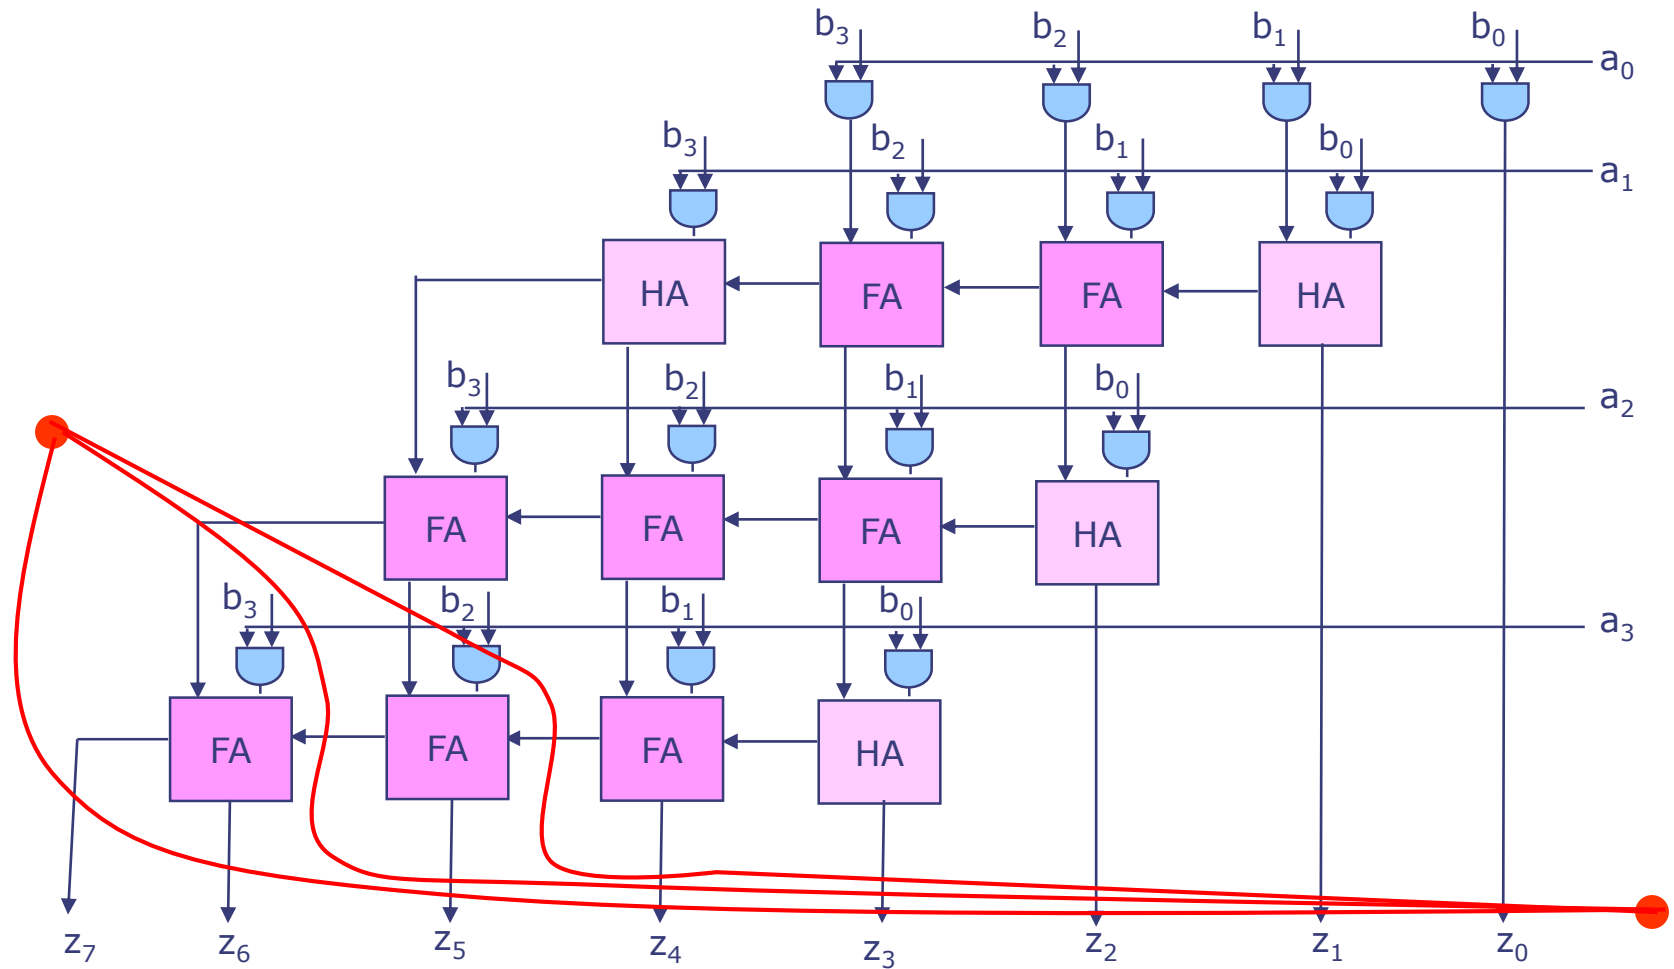 b₃ b₂ b₁ b₀
a₀
b₃ b₂ b₁ b₀
a₁
HA FA FA HA
b₃ b₂ b₁ b₀
a₂
FA FA FA HA
b₃ b₂ b₁ b₀
a₃
FA FA FA HA
z₇ z₆ z₅ z₄ z₃ z₂ z₁ z₀